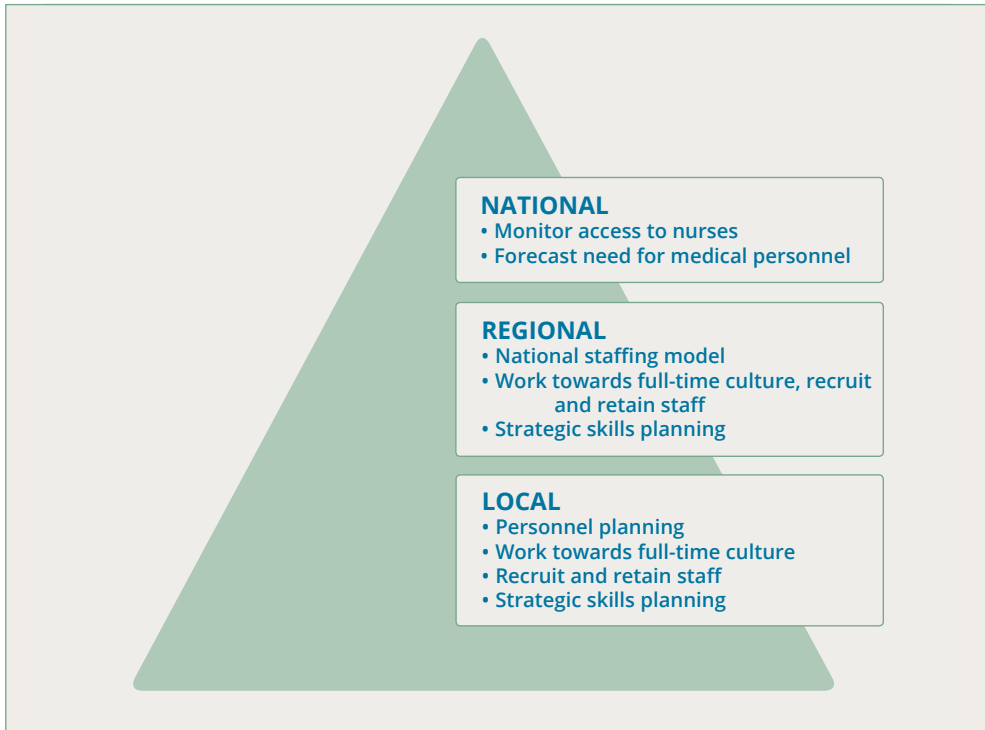 NATIONAL
• Monitor access to nurses
• Forecast need for medical personnel
REGIONAL
• National staffing model
• Work towards full-time culture, recruit
and retain staff
• Strategic skills planning
LOCAL
• Personnel planning
• Work towards full-time culture
• Recruit and retain staff
• Strategic skills planning